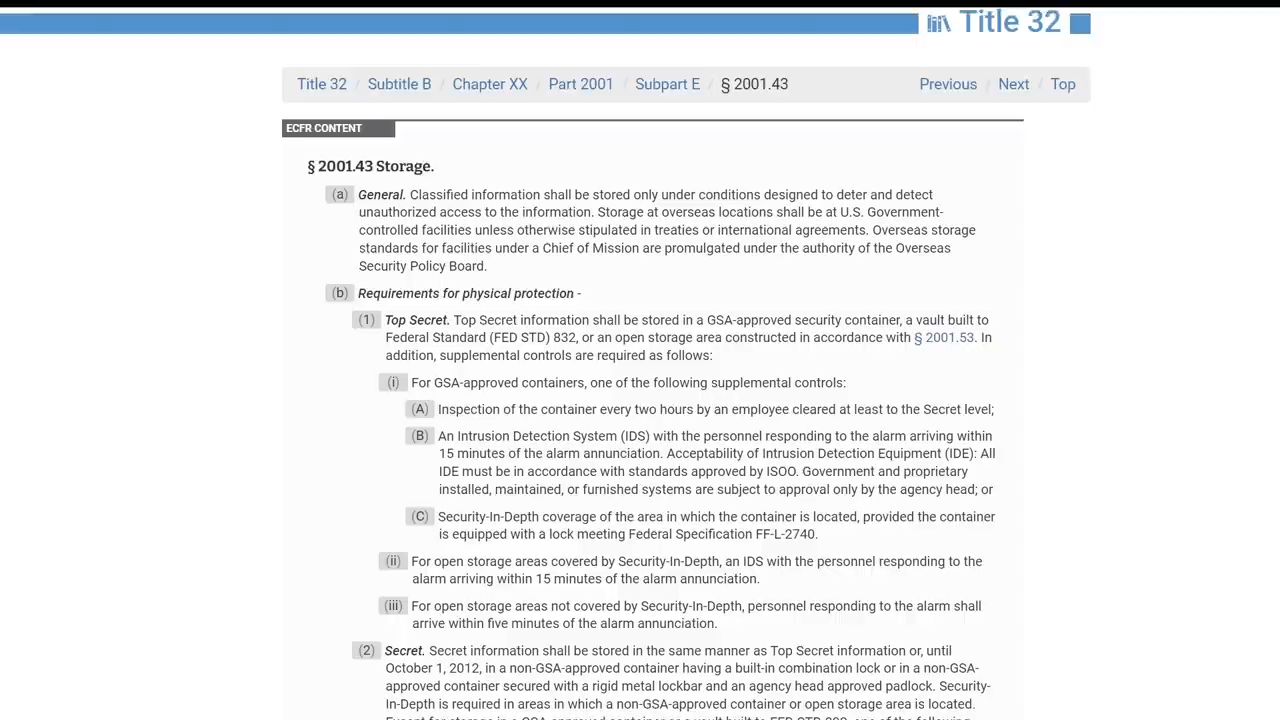 Title 32
Title 32 / Subtitle B / Chapter XX / Part 2001 / Subpart E / § 2001.43 Previous / Next / Top
ECFR CONTENT
§ 2001.43 Storage.
(a) General. Classified information shall be stored only under conditions designed to deter and detect
unauthorized access to the information. Storage at overseas locations shall be at U.S. Government-
controlled facilities unless otherwise stipulated in treaties or international agreements. Overseas storage
standards for facilities under a Chief of Mission are promulgated under the authority of the Overseas
Security Policy Board.
(b) Requirements for physical protection -
(1) Top Secret. Top Secret information shall be stored in a GSA-approved security container, a vault built to
Federal Standard (FED STD) 832, or an open storage area constructed in accordance with § 2001.53. In
addition, supplemental controls are required as follows:
(i) For GSA-approved containers, one of the following supplemental controls:
(A) Inspection of the container every two hours by an employee cleared at least to the Secret level;
(B) An Intrusion Detection System (IDS) with the personnel responding to the alarm arriving within
15 minutes of the alarm annunciation. Acceptability of Intrusion Detection Equipment (IDE): All
IDE must be in accordance with standards approved by ISOO. Government and proprietary
installed, maintained, or furnished systems are subject to approval only by the agency head; or
(C) Security-In-Depth coverage of the area in which the container is located, provided the container
is equipped with a lock meeting Federal Specification FF-L-2740.
(ii) For open storage areas covered by Security-In-Depth, an IDS with the personnel responding to the
alarm arriving within 15 minutes of the alarm annunciation.
(iii) For open storage areas not covered by Security-In-Depth, personnel responding to the alarm shall
arrive within five minutes of the alarm annunciation.
(2) Secret. Secret information shall be stored in the same manner as Top Secret information or, until
October 1, 2012, in a non-GSA-approved container having a built-in combination lock or in a non-GSA-
approved container secured with a rigid metal lockbar and an agency head approved padlock. Security-
In-Depth is required in areas in which a non-GSA-approved container or open storage area is located.
Except for storage in a GSA-approved container or a vault built to FED STD 832, one of the following